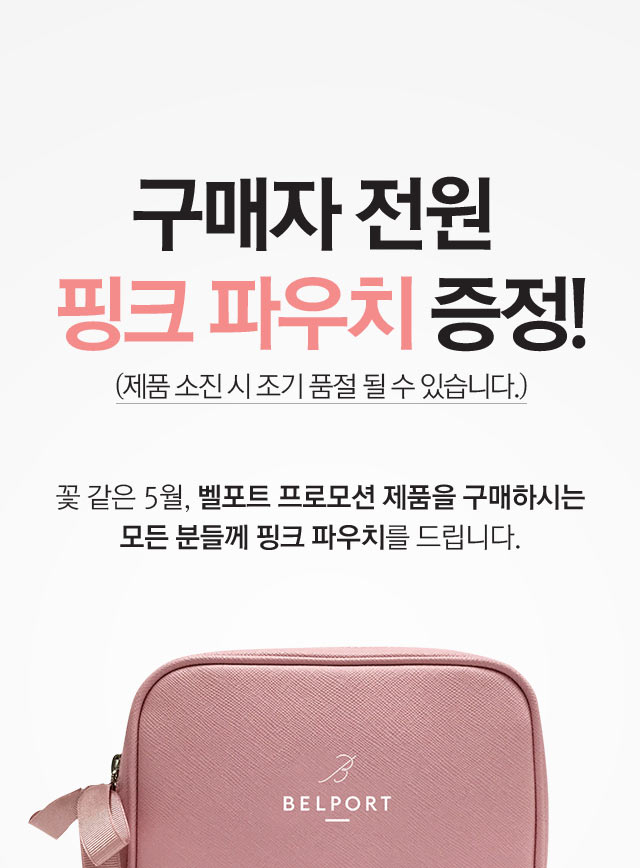 구매자 전원
핑크 파우치 증정!
(제품 소진 시 조기 품절 될 수 있습니다.)
꽃 같은 5월, 벨포트 프로모션 제품을 구매하시는
모든 분들께 핑크 파우치를 드립니다.
B
BELPORT